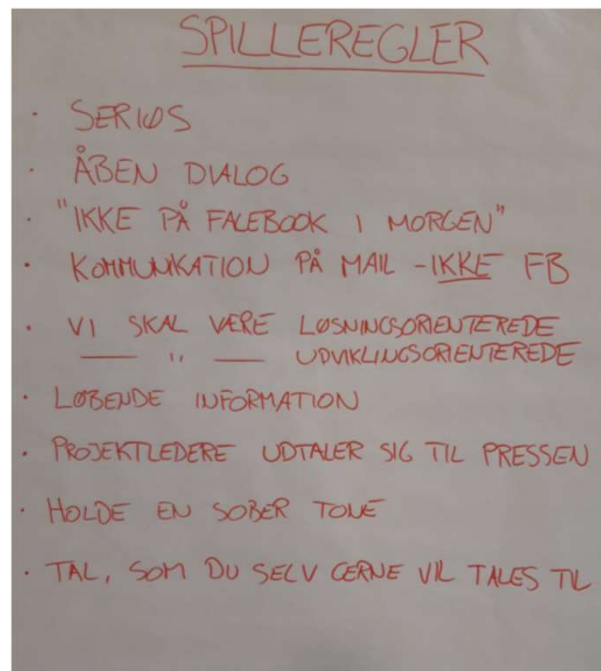 SPILLEREGLER
· SERIØS
· ÅBEN DIALOG
· "IKKE PÅ FACEBOOK I MORGEN"
· KOMMUNIKATION PÅ MAIL - IKKE FB
· VI SKAL VÆRE LØSNINGSORIENTEREDE
— " — UDVIKLINGSORIENTEREDE
· LØBENDE INFORMATION
· PROJEKTLEDERE UDTALER SIG TIL PRESSEN
· HOLDE EN SOBER TONE
· TAL, SOM DU SELV GERNE VIL TALES TIL